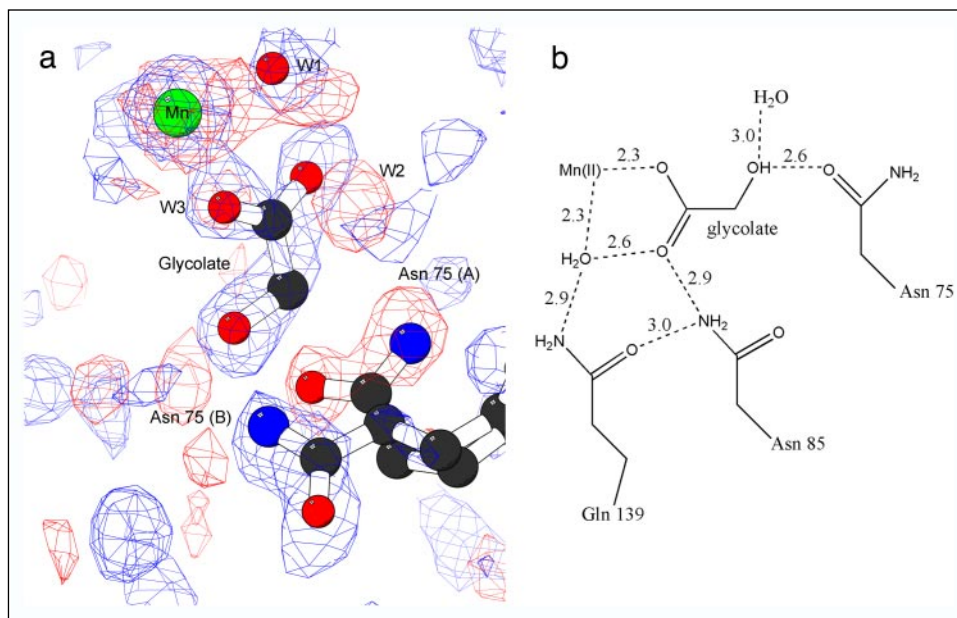 a
W1
Mn
W2
W3
Glycolate
Asn 75 (A)
Asn 75 (B)
b
H2O
3.0
2.3
2.6
Mn(II)
O
OH
O
NH2
glycolate
2.3
2.6
H2O
O
2.9
Asn 75
2.9
3.0
NH2
O
H2N
O
Asn 85
Gln 139